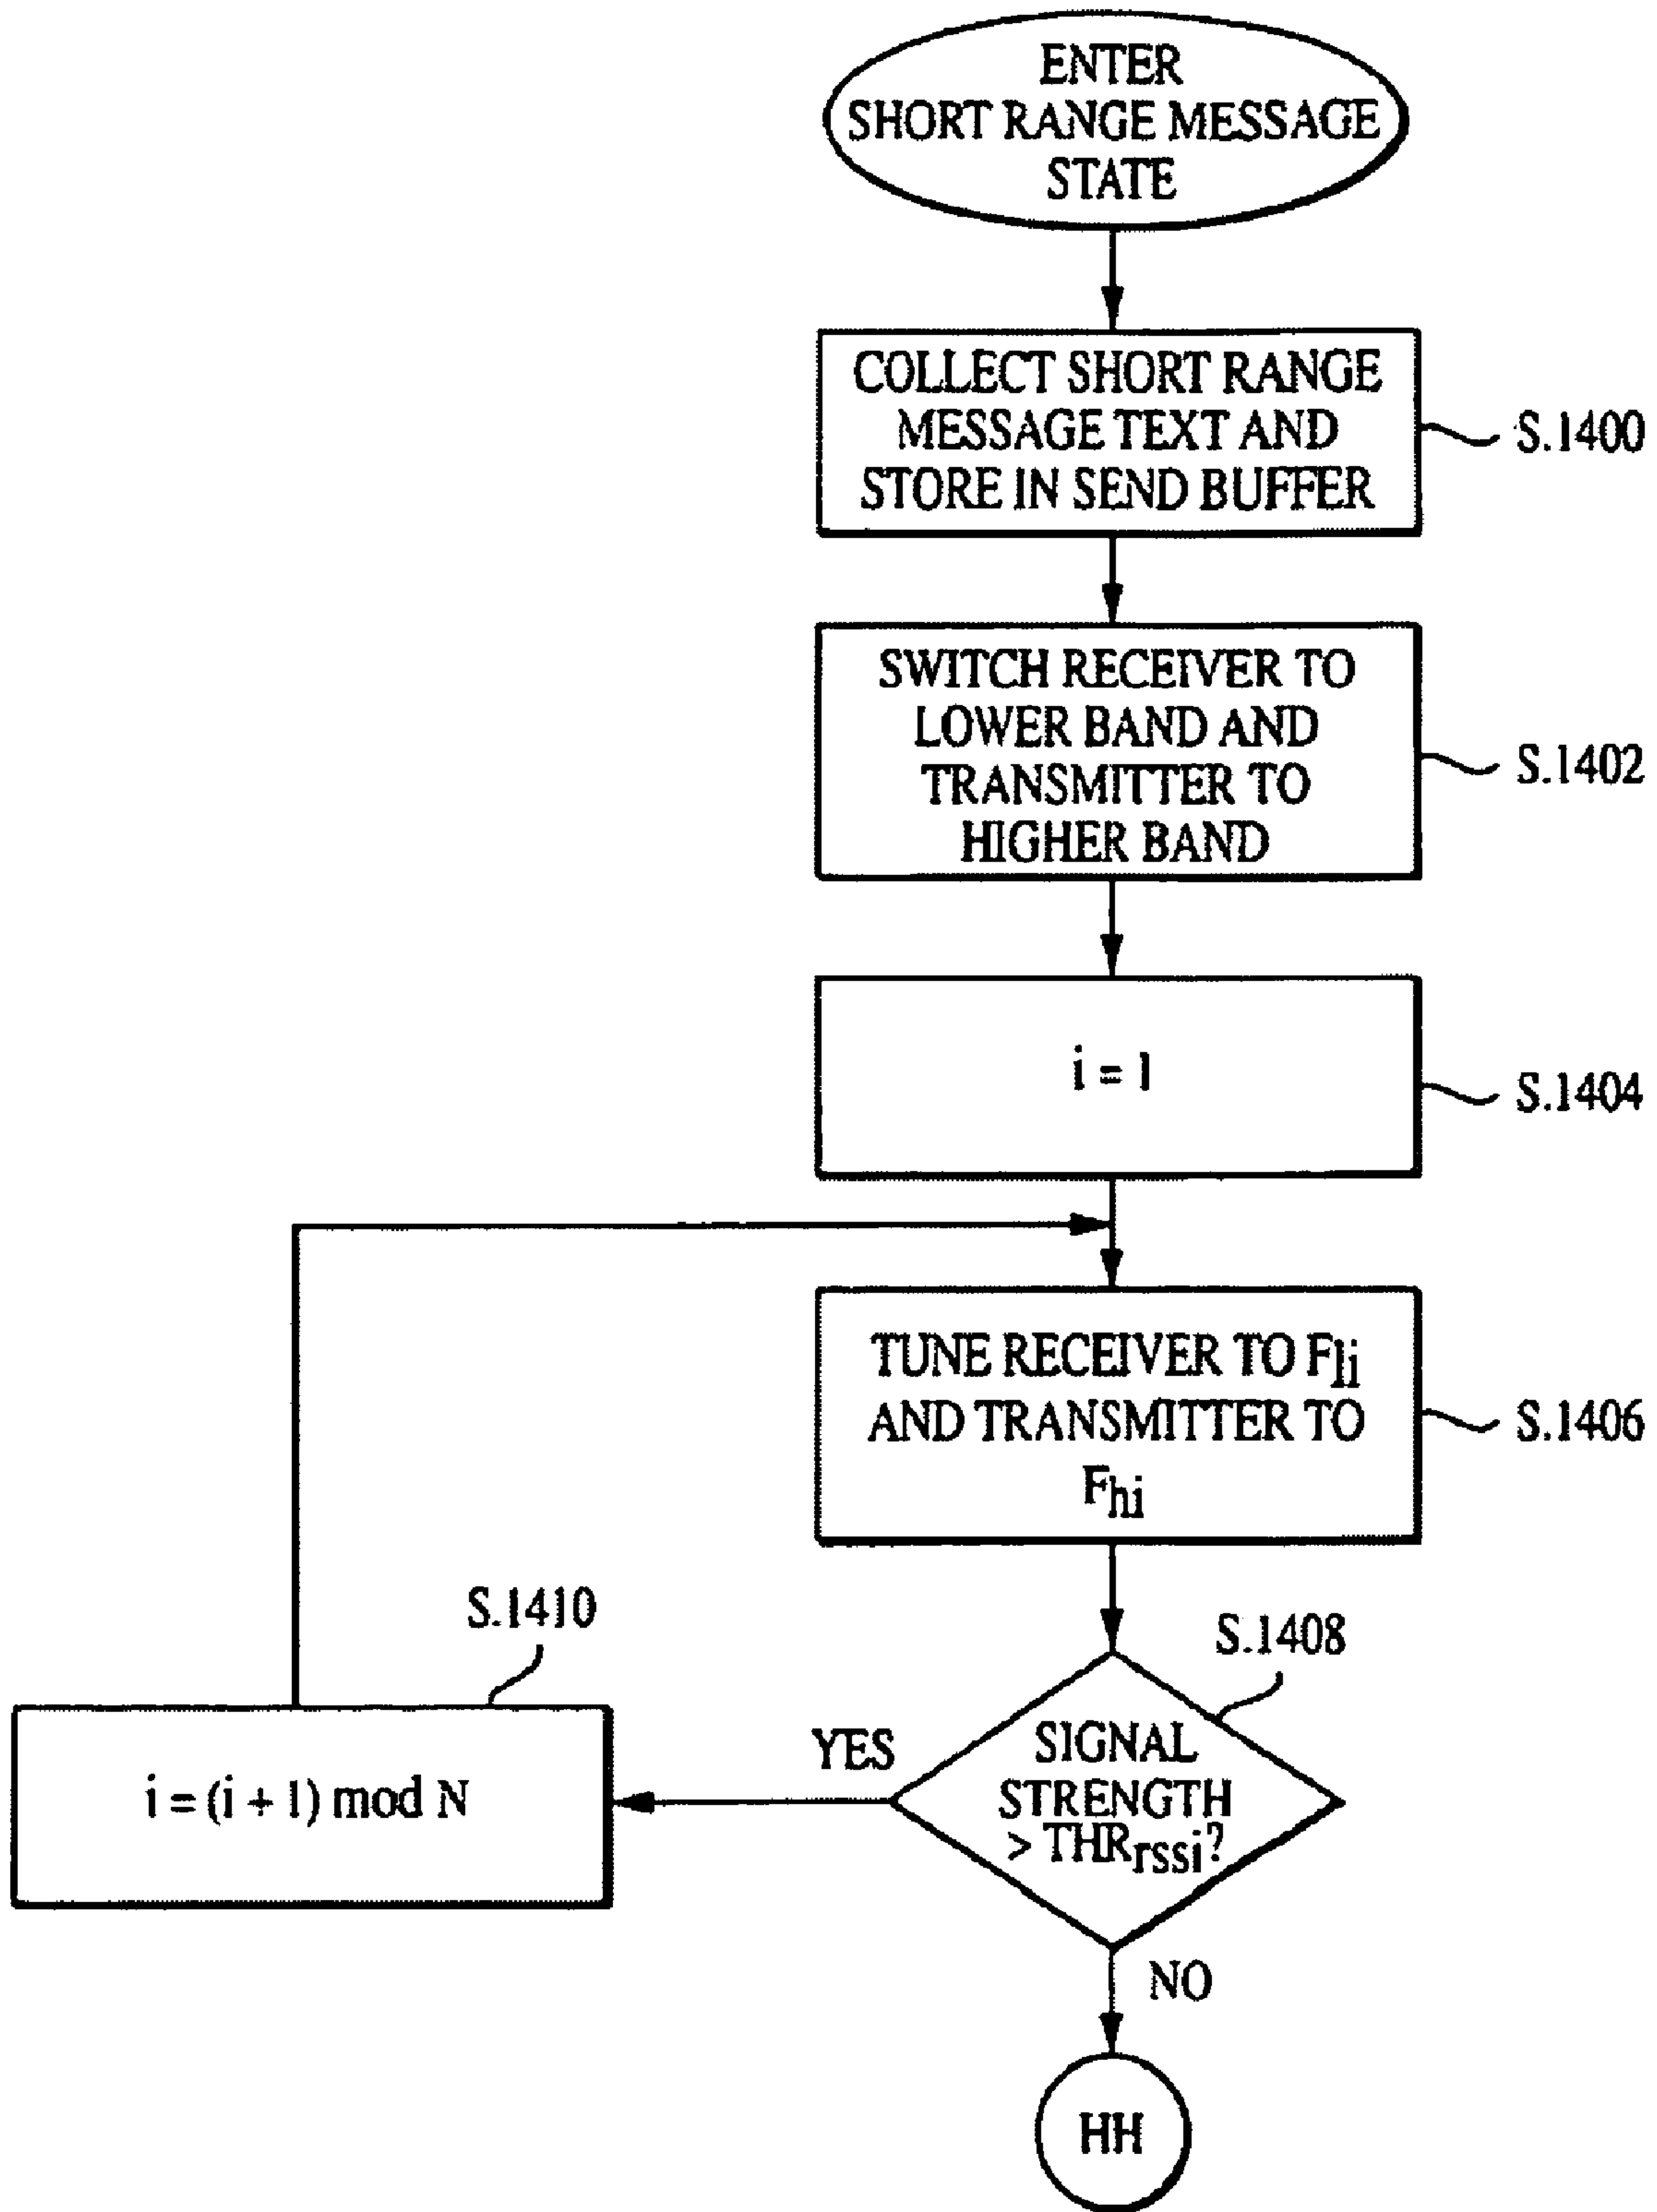 ENTER
SHORT RANGE MESSAGE
STATE
COLLECT SHORT RANGE
MESSAGE TEXT AND
STORE IN SEND BUFFER
S.1400
SWITCH RECEIVER TO
LOWER BAND AND
TRANSMITTER TO
HIGHER BAND
S.1402
i = 1
S.1404
TUNE RECEIVER TO Fli
AND TRANSMITTER TO
Fhi
S.1406
S.1410
i = (i + 1) mod N
YES
S.1408
SIGNAL
STRENGTH
> THRrssi?
NO
HH